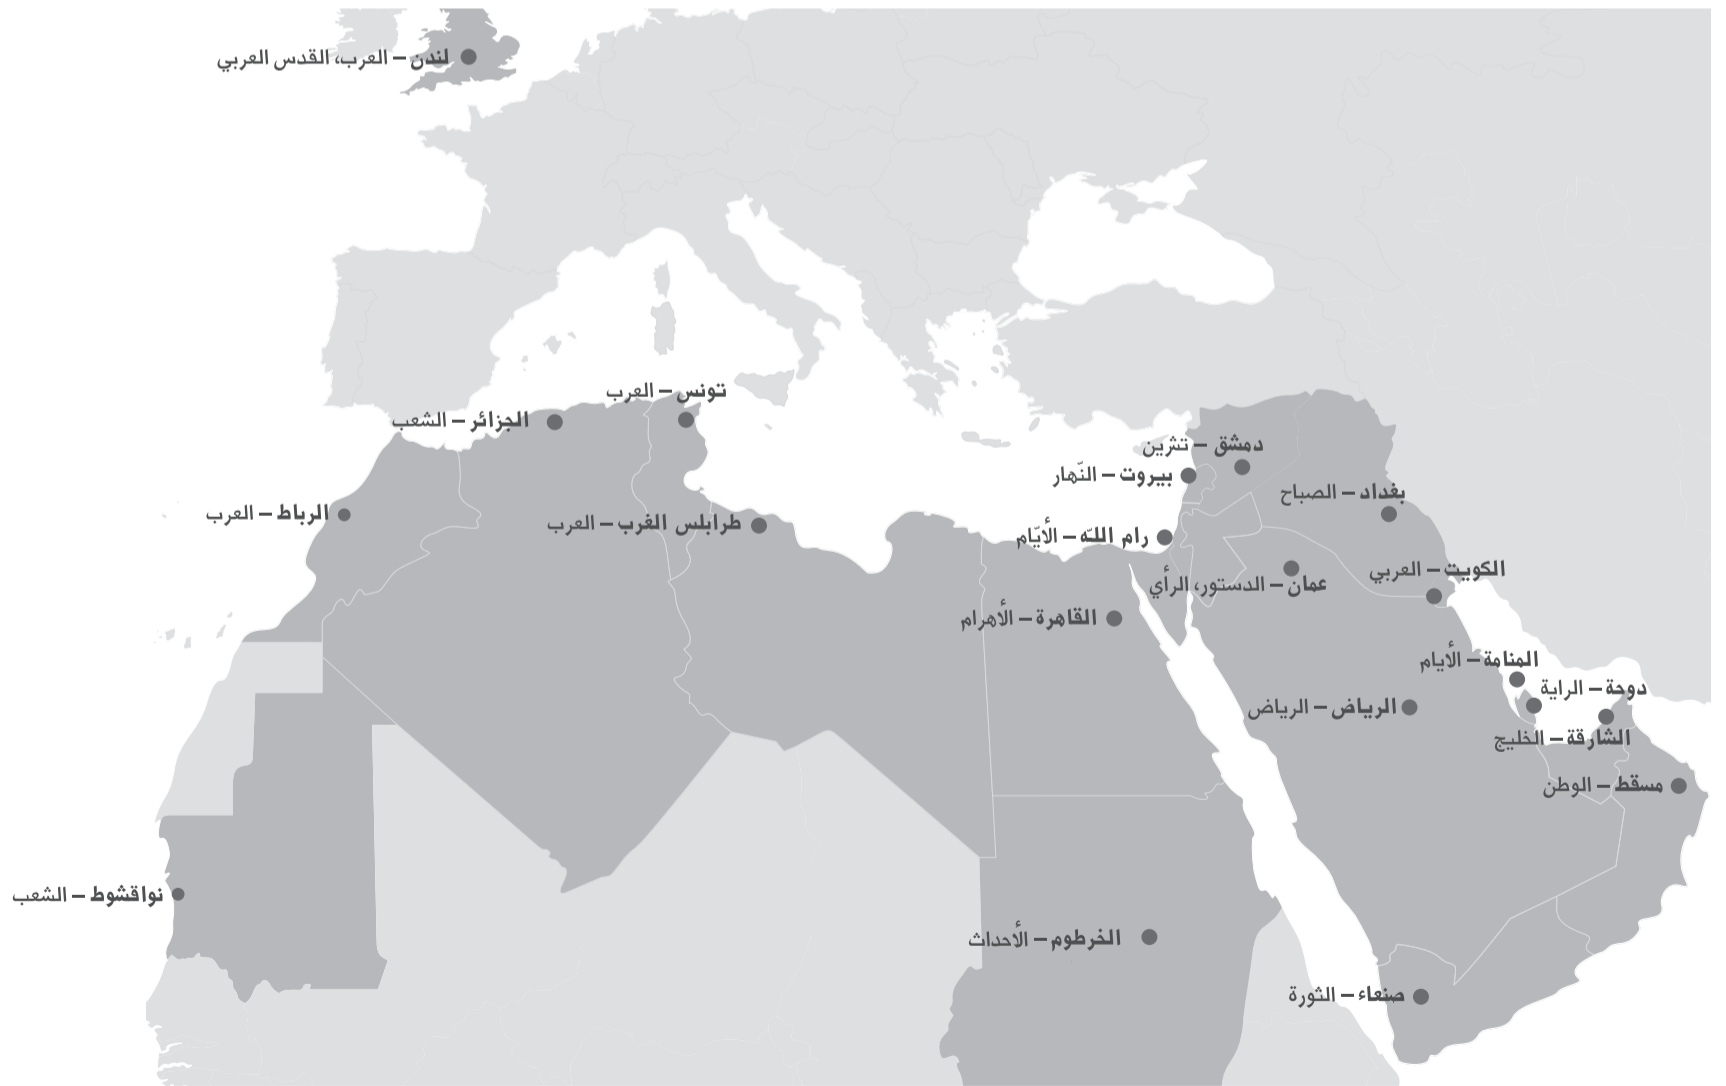 لندن – العرب، القدس العربي
تونس – العرب
الجزائر – الشعب
دمشق – تشرين
بيروت – النّهار
بغداد – الصباح
الرباط – العرب
طرابلس الغرب – العرب
رام اللّه – الأيّام
الكويت – العربي
عمان – الدستور، الرأي
القاهرة – الأهرام
المنامة – الأيام
دوحة – الراية
الرياض – الرياض
الشارقة – الخليج
مسقط – الوطن
نواقشوط – الشعب
الخرطوم – الأحداث
صنعاء – الثورة